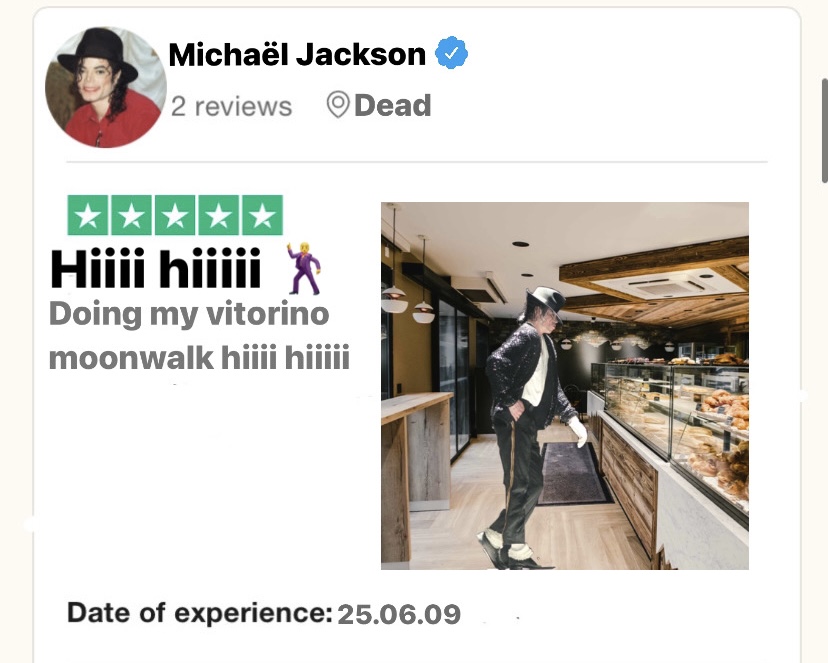 Michaël Jackson
2 reviews Dead
Hiiii hiiiii 🕺
Doing my vitorino
moonwalk hiiii hiiiii
Date of experience: 25.06.09